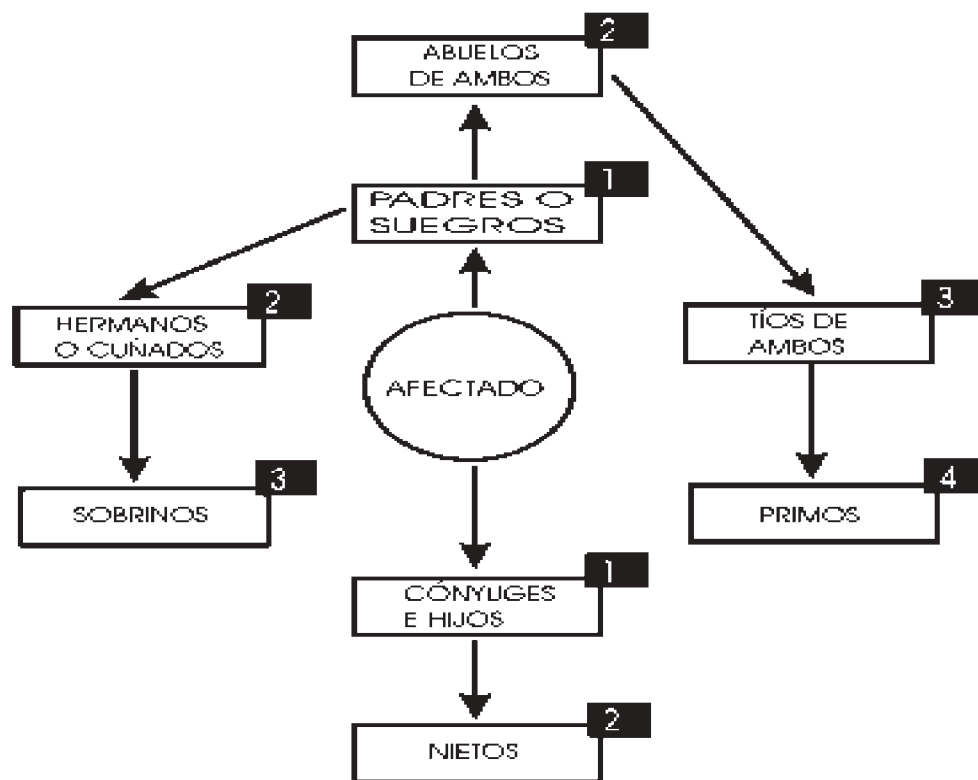 2
ABUELOS
DE AMBOS
1
PADRES O
SUEGROS
2
HERMANOS
O CUÑADOS
3
TÍOS DE
AMBOS
AFECTADO
3
SOBRINOS
4
PRIMOS
1
CÓNYUGES
E HIJOS
2
NIETOS